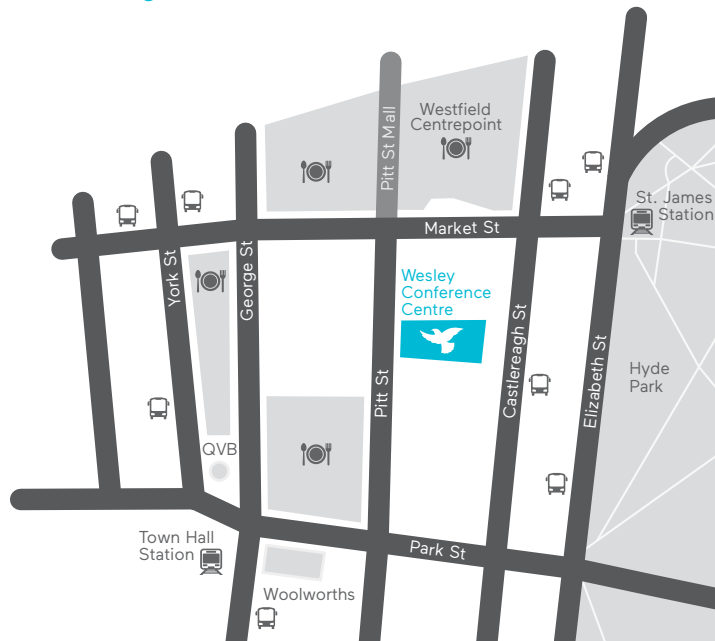 Westfield
Centrepoint
Pitt St Mall
St. James
Station
Market St
York St
George St
Wesley
Conference
Centre
Castlereagh St
Elizabeth St
Pitt St
Hyde
Park
QVB
Town Hall
Station
Park St
Woolworths